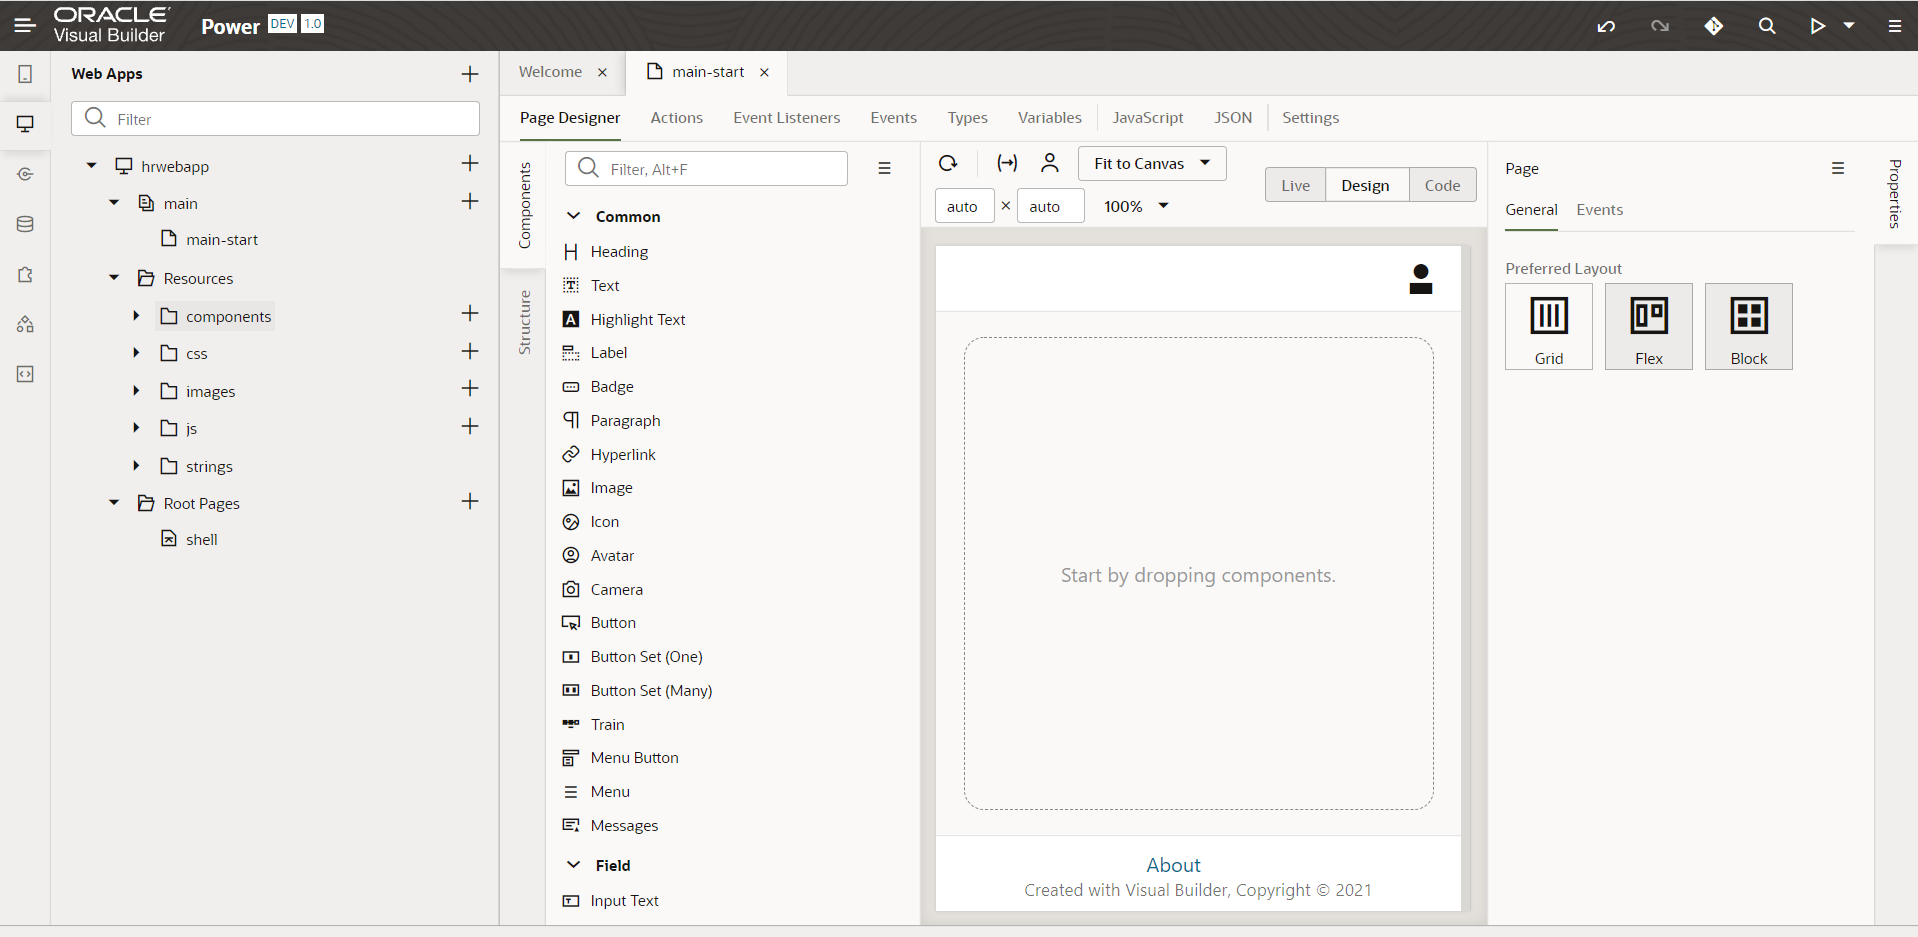 ORACLE
Visual Builder
Power DEV 1.0
Web Apps
Filter
hrwebapp
main
main-start
Resources
components
css
images
js
strings
Root Pages
shell
Welcome
main-start
Page Designer Actions Event Listeners Events Types Variables JavaScript JSON Settings
Components
Structure
Filter, Alt+F
Common
Heading
Text
Highlight Text
Label
Badge
Paragraph
Hyperlink
Image
Icon
Avatar
Camera
Button
Button Set (One)
Button Set (Many)
Train
Menu Button
Menu
Messages
Field
Input Text
Fit to Canvas
auto × auto 100%
Live Design Code
Start by dropping components.
About
Created with Visual Builder, Copyright © 2021
Page
General Events
Preferred Layout
Grid Flex Block
Properties